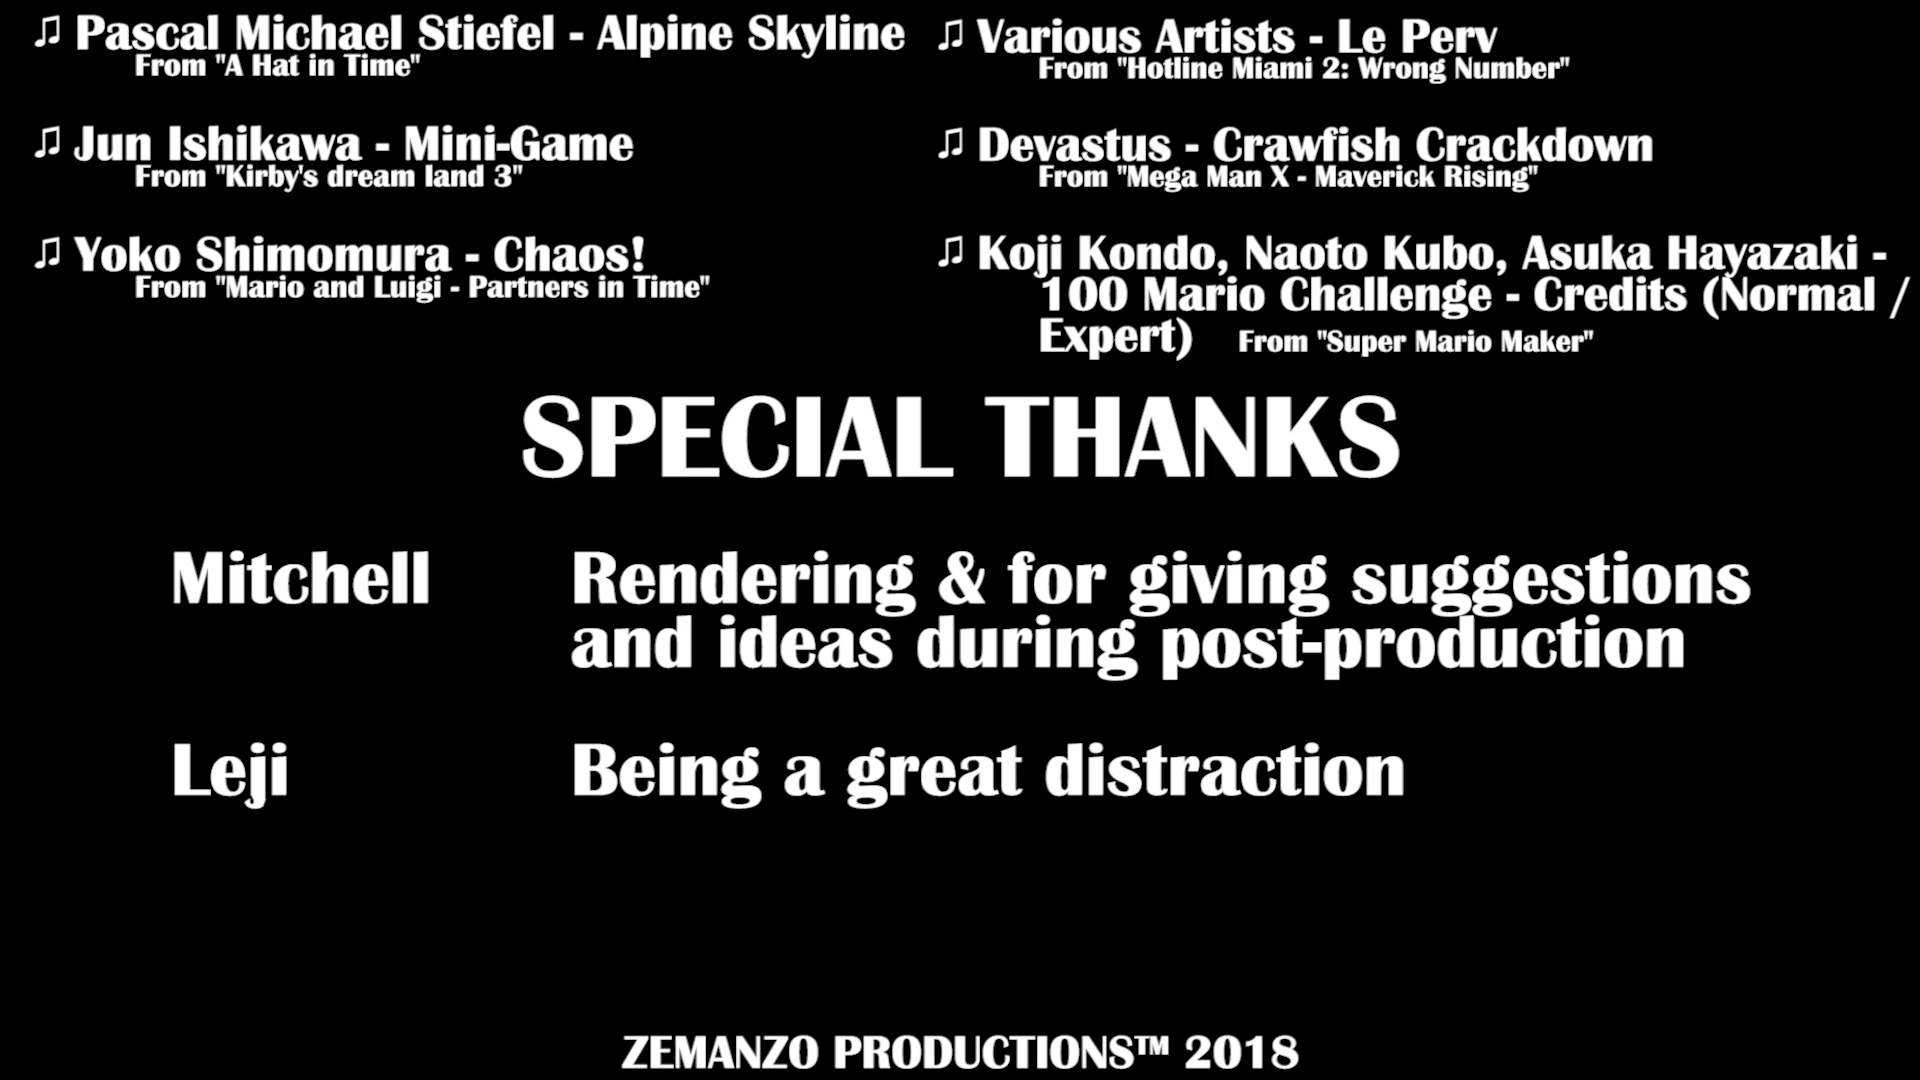 ♫ Pascal Michael Stiefel - Alpine Skyline
From "A Hat in Time"
♫ Jun Ishikawa - Mini-Game
From "Kirby's dream land 3"
♫ Yoko Shimomura - Chaos!
From "Mario and Luigi - Partners in Time"
♫ Various Artists - Le Perv
From "Hotline Miami 2: Wrong Number"
♫ Devastus - Crawfish Crackdown
From "Mega Man X - Maverick Rising"
♫ Koji Kondo, Naoto Kubo, Asuka Hayazaki -
100 Mario Challenge - Credits (Normal /
Expert) From "Super Mario Maker"
SPECIAL THANKS
Mitchell Rendering & for giving suggestions
and ideas during post-production
Leji Being a great distraction
ZEMANZO PRODUCTIONS™ 2018